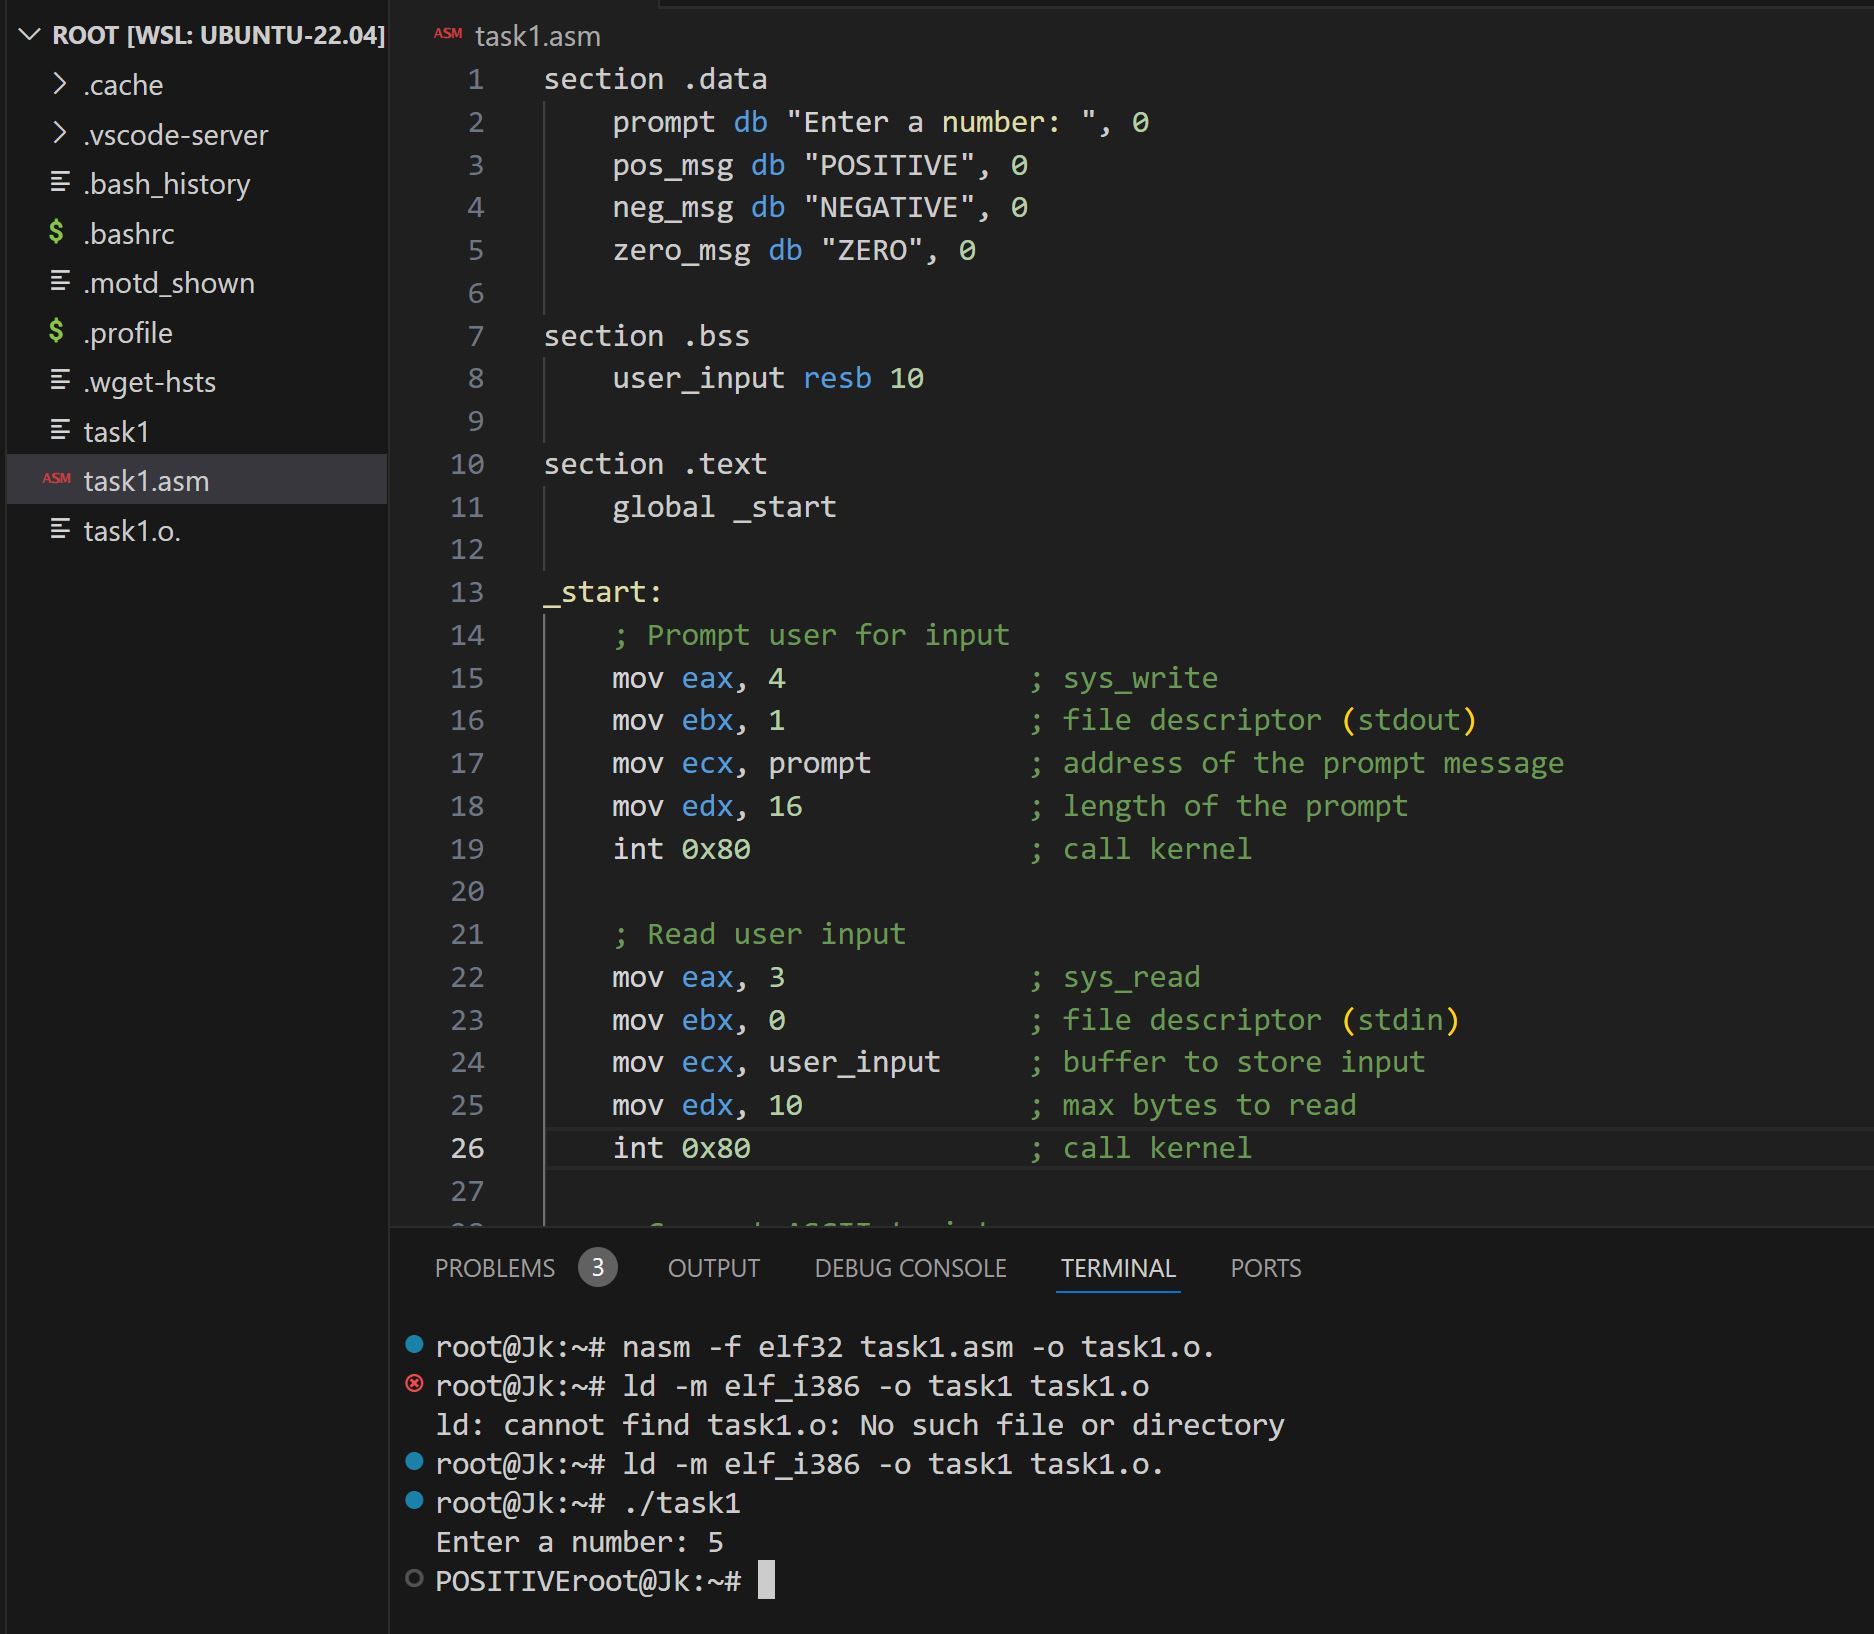 ROOT [WSL: UBUNTU-22.04]
.cache
.vscode-server
.bash_history
.bashrc
.motd_shown
.profile
.wget-hsts
task1
ASM task1.asm
task1.o.
ASM task1.asm
1 section .data
2     prompt db "Enter a number: ", 0
3     pos_msg db "POSITIVE", 0
4     neg_msg db "NEGATIVE", 0
5     zero_msg db "ZERO", 0
6
7 section .bss
8     user_input resb 10
9
10 section .text
11     global _start
12
13 _start:
14     ; Prompt user for input
15     mov eax, 4              ; sys_write
16     mov ebx, 1              ; file descriptor (stdout)
17     mov ecx, prompt         ; address of the prompt message
18     mov edx, 16             ; length of the prompt
19     int 0x80                ; call kernel
20
21     ; Read user input
22     mov eax, 3              ; sys_read
23     mov ebx, 0              ; file descriptor (stdin)
24     mov ecx, user_input     ; buffer to store input
25     mov edx, 10             ; max bytes to read
26     int 0x80                ; call kernel
27
PROBLEMS 3 OUTPUT DEBUG CONSOLE TERMINAL PORTS
root@Jk:~# nasm -f elf32 task1.asm -o task1.o.
root@Jk:~# ld -m elf_i386 -o task1 task1.o
ld: cannot find task1.o: No such file or directory
root@Jk:~# ld -m elf_i386 -o task1 task1.o.
root@Jk:~# ./task1
Enter a number: 5
POSITIVEroot@Jk:~#